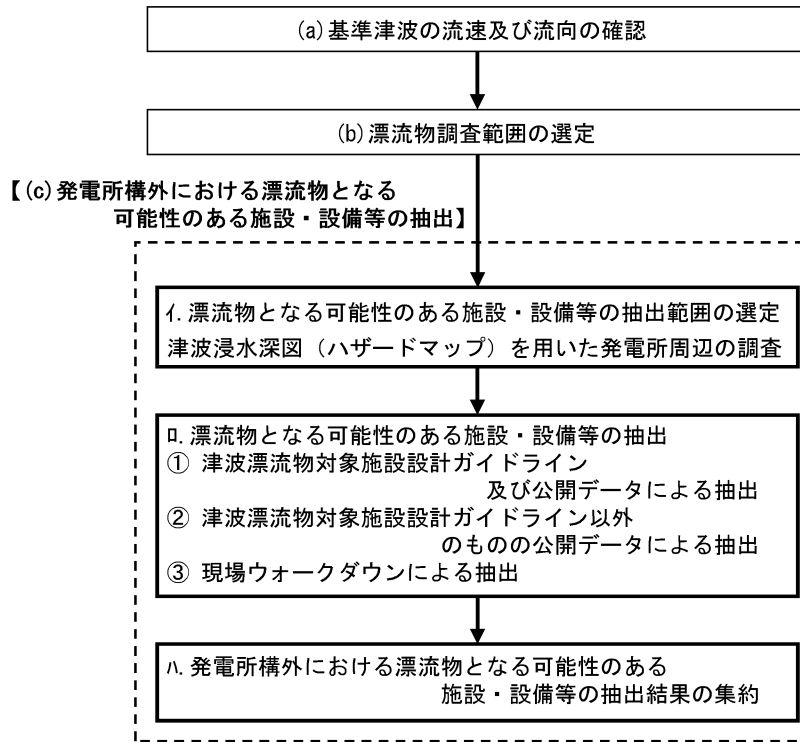 (a)基準津波の流速及び流向の確認
(b)漂流物調査範囲の選定
【(c)発電所構外における漂流物となる
可能性のある施設・設備等の抽出】
ｲ.漂流物となる可能性のある施設・設備等の抽出範囲の選定
津波浸水深図（ハザードマップ）を用いた発電所周辺の調査
ﾛ.漂流物となる可能性のある施設・設備等の抽出
① 津波漂流物対象施設設計ガイドライン
及び公開データによる抽出
② 津波漂流物対象施設設計ガイドライン以外
のものの公開データによる抽出
③ 現場ウォークダウンによる抽出
ﾊ.発電所構外における漂流物となる可能性のある
施設・設備等の抽出結果の集約